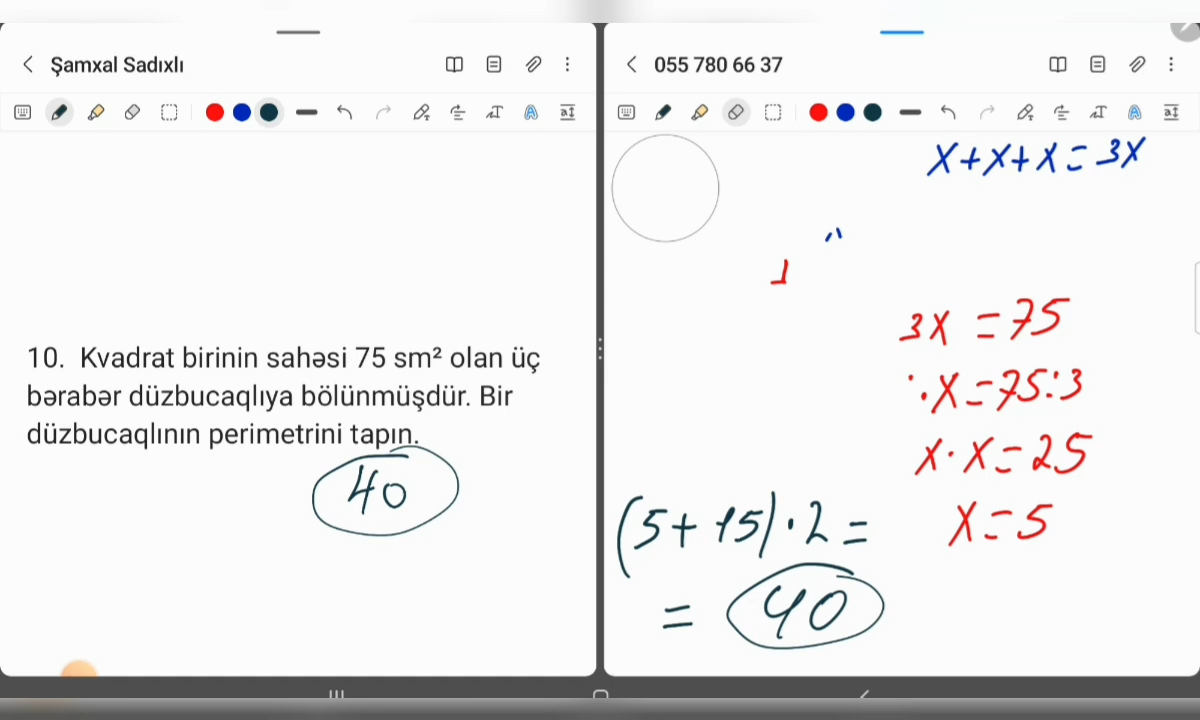 Şamxal Sadıxlı
10. Kvadrat birinin sahəsi 75 sm² olan üç
bərabər düzbucaqlıya bölünmüşdür. Bir
düzbucaqlının perimetrini tapın.
40
055 780 66 37
x+x+x=3x
1
3x =75
:x=75:3
x·x=25
x=5
(5+15)·2=
= 40